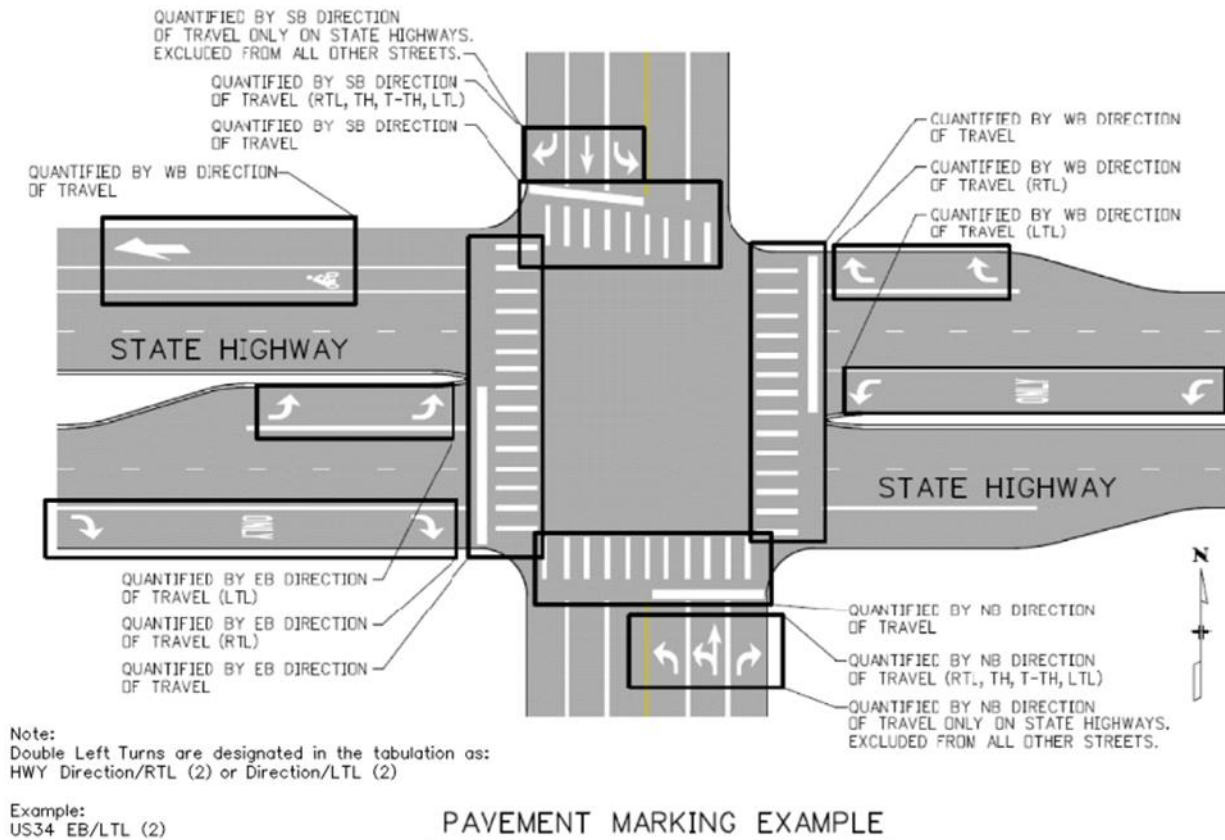 QUANTIFIED BY SB DIRECTION
OF TRAVEL ONLY ON STATE HIGHWAYS.
EXCLUDED FROM ALL OTHER STREETS.
QUANTIFIED BY SB DIRECTION
OF TRAVEL (RTL, TH, T-TH, LTL)
QUANTIFIED BY SB DIRECTION
OF TRAVEL
QUANTIFIED BY WB DIRECTION
OF TRAVEL
QUANTIFIED BY WB DIRECTION
OF TRAVEL
QUANTIFIED BY WB DIRECTION
OF TRAVEL (RTL)
QUANTIFIED BY WB DIRECTION
OF TRAVEL (LTL)
STATE HIGHWAY
ONLY
STATE HIGHWAY
ONLY
N
QUANTIFIED BY EB DIRECTION
OF TRAVEL (LTL)
QUANTIFIED BY EB DIRECTION
OF TRAVEL (RTL)
QUANTIFIED BY EB DIRECTION
OF TRAVEL
QUANTIFIED BY NB DIRECTION
OF TRAVEL
QUANTIFIED BY NB DIRECTION
OF TRAVEL (RTL, TH, T-TH, LTL)
QUANTIFIED BY NB DIRECTION
OF TRAVEL ONLY ON STATE HIGHWAYS.
EXCLUDED FROM ALL OTHER STREETS.
Note:
Double Left Turns are designated in the tabulation as:
HWY Direction/RTL (2) or Direction/LTL (2)
Example:
US34 EB/LTL (2)
PAVEMENT MARKING EXAMPLE